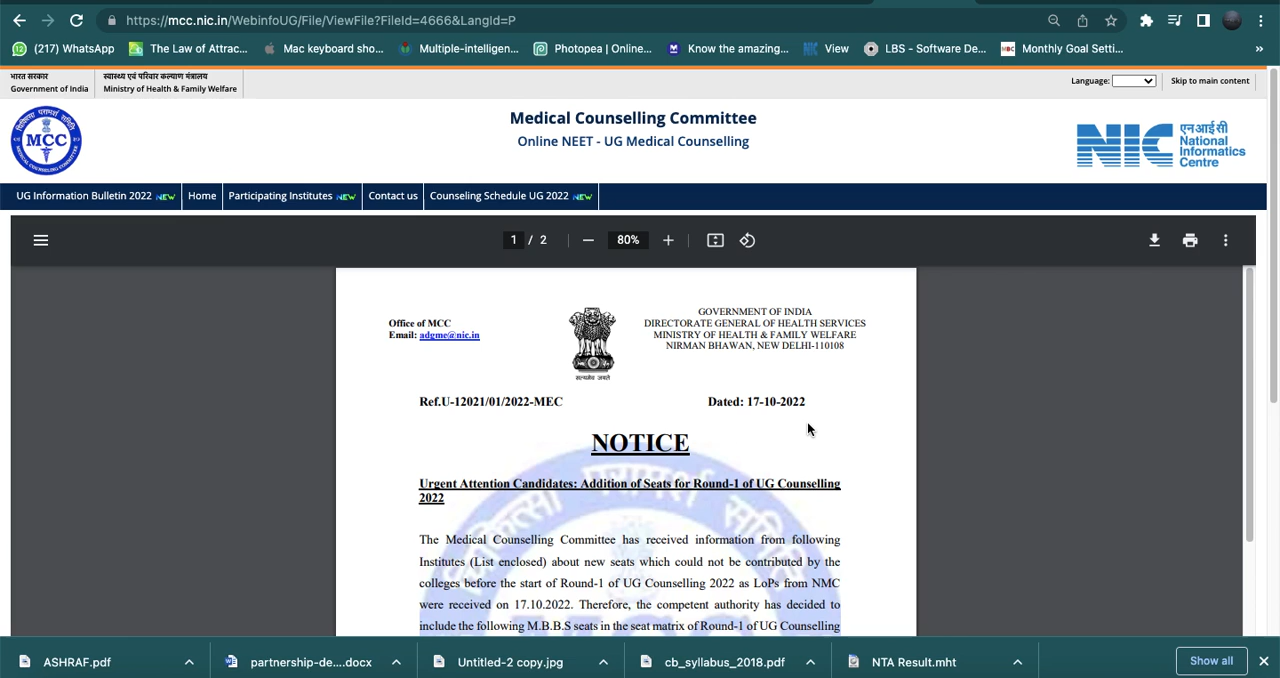 https://mcc.nic.in/WebinfoUG/File/ViewFile?FileId=4666&LangId=P
(217) WhatsApp
The Law of Attrac...
Mac keyboard sho...
Multiple-intelligen...
Photopea | Online...
Know the amazing...
View
LBS - Software De...
MBC
Monthly Goal Setti...
»
भारत सरकार
Government of India
स्वास्थ्य एवं परिवार कल्याण मंत्रालय
Ministry of Health & Family Welfare
Language:
Skip to main content
MCC
Medical Counselling Committee
Online NEET - UG Medical Counselling
NIC
एन आई सी
National
Informatics
Centre
UG Information Bulletin 2022 NEW
Home
Participating Institutes NEW
Contact us
Counseling Schedule UG 2022 NEW
1 / 2
80%
Office of MCC
Email: adgme@nic.in
सत्यमेव जयते
GOVERNMENT OF INDIA
DIRECTORATE GENERAL OF HEALTH SERVICES
MINISTRY OF HEALTH & FAMILY WELFARE
NIRMAN BHAWAN, NEW DELHI-110108
Ref.U-12021/01/2022-MEC
Dated: 17-10-2022
NOTICE
Urgent Attention Candidates: Addition of Seats for Round-1 of UG Counselling
2022
The Medical Counselling Committee has received information from following
Institutes (List enclosed) about new seats which could not be contributed by the
colleges before the start of Round-1 of UG Counselling 2022 as LoPs from NMC
were received on 17.10.2022. Therefore, the competent authority has decided to
include the following M.B.B.S seats in the seat matrix of Round-1 of UG Counselling
ASHRAF.pdf
partnership-de....docx
Untitled-2 copy.jpg
cb_syllabus_2018.pdf
NTA Result.mht
Show all